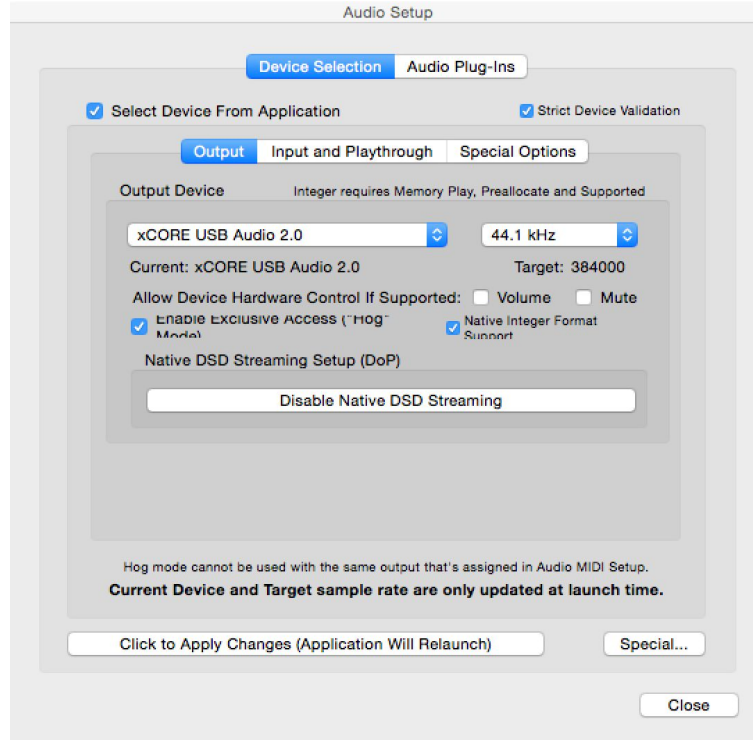 Audio Setup
Device Selection Audio Plug-Ins
Select Device From Application Strict Device Validation
Output Input and Playthrough Special Options
Output Device Integer requires Memory Play, Preallocate and Supported
xCORE USB Audio 2.0 44.1 kHz
Current: xCORE USB Audio 2.0 Target: 384000
Allow Device Hardware Control If Supported: Volume Mute
Enable Exclusive Access ("Hog" Native Integer Format
Mode) Support
Native DSD Streaming Setup (DoP)
Disable Native DSD Streaming
Hog mode cannot be used with the same output that's assigned in Audio MIDI Setup.
Current Device and Target sample rate are only updated at launch time.
Click to Apply Changes (Application Will Relaunch) Special...
Close